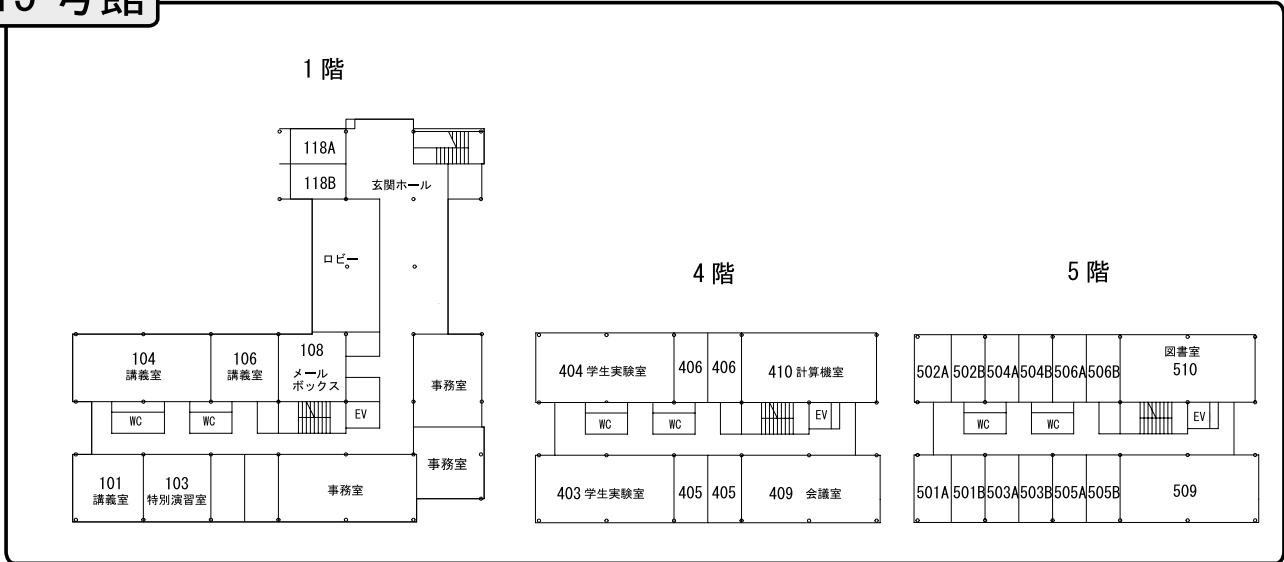 号館
1階
118A
118B
玄関ホール
ロビー
104
講義室
106
講義室
108
メール
ボックス
事務室
WC
WC
EV
101
講義室
103
特別演習室
事務室
事務室
4階
404 学生実験室
406
406
410 計算機室
WC
WC
EV
403 学生実験室
405
405
409 会議室
5階
502A
502B
504A
504B
506A
506B
図書室
510
WC
WC
EV
501A
501B
503A
503B
505A
505B
509